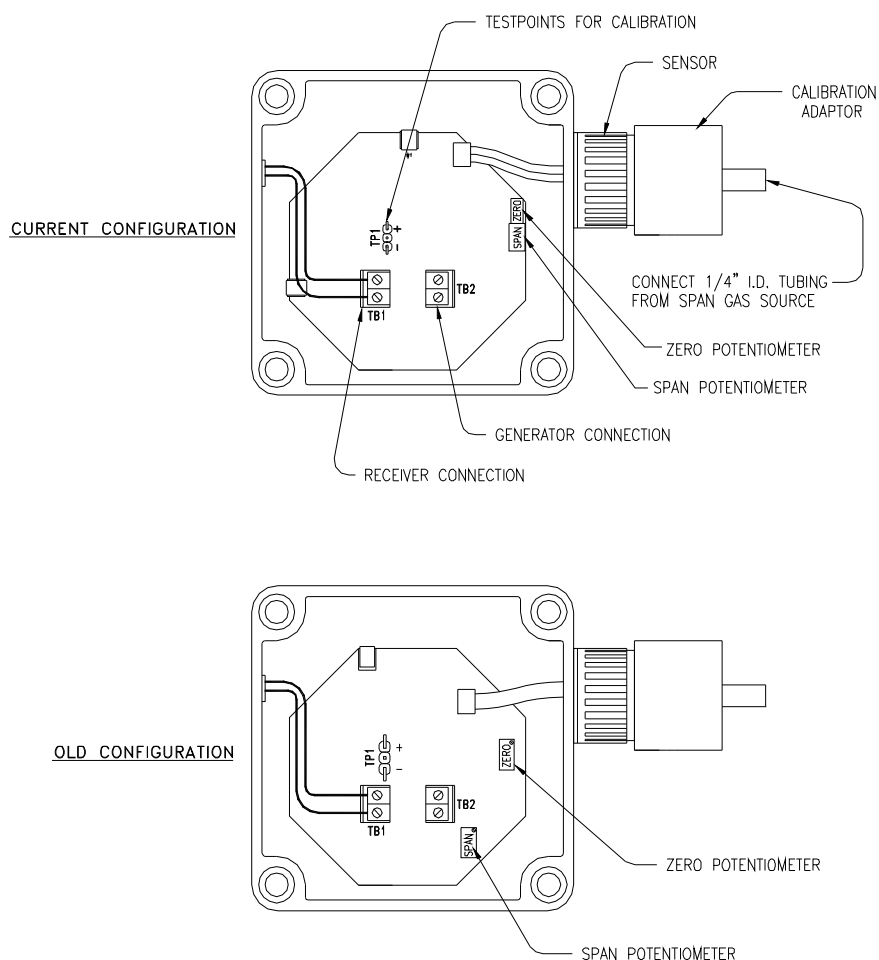 TESTPOINTS FOR CALIBRATION
SENSOR
CALIBRATION
ADAPTOR
CURRENT CONFIGURATION
TP1
+
-
ZERO
SPAN
TB1
TB2
CONNECT 1/4" I.D. TUBING
FROM SPAN GAS SOURCE
ZERO POTENTIOMETER
SPAN POTENTIOMETER
GENERATOR CONNECTION
RECEIVER CONNECTION
OLD CONFIGURATION
TP1
+
-
ZERO
TB1
TB2
SPAN
ZERO POTENTIOMETER
SPAN POTENTIOMETER